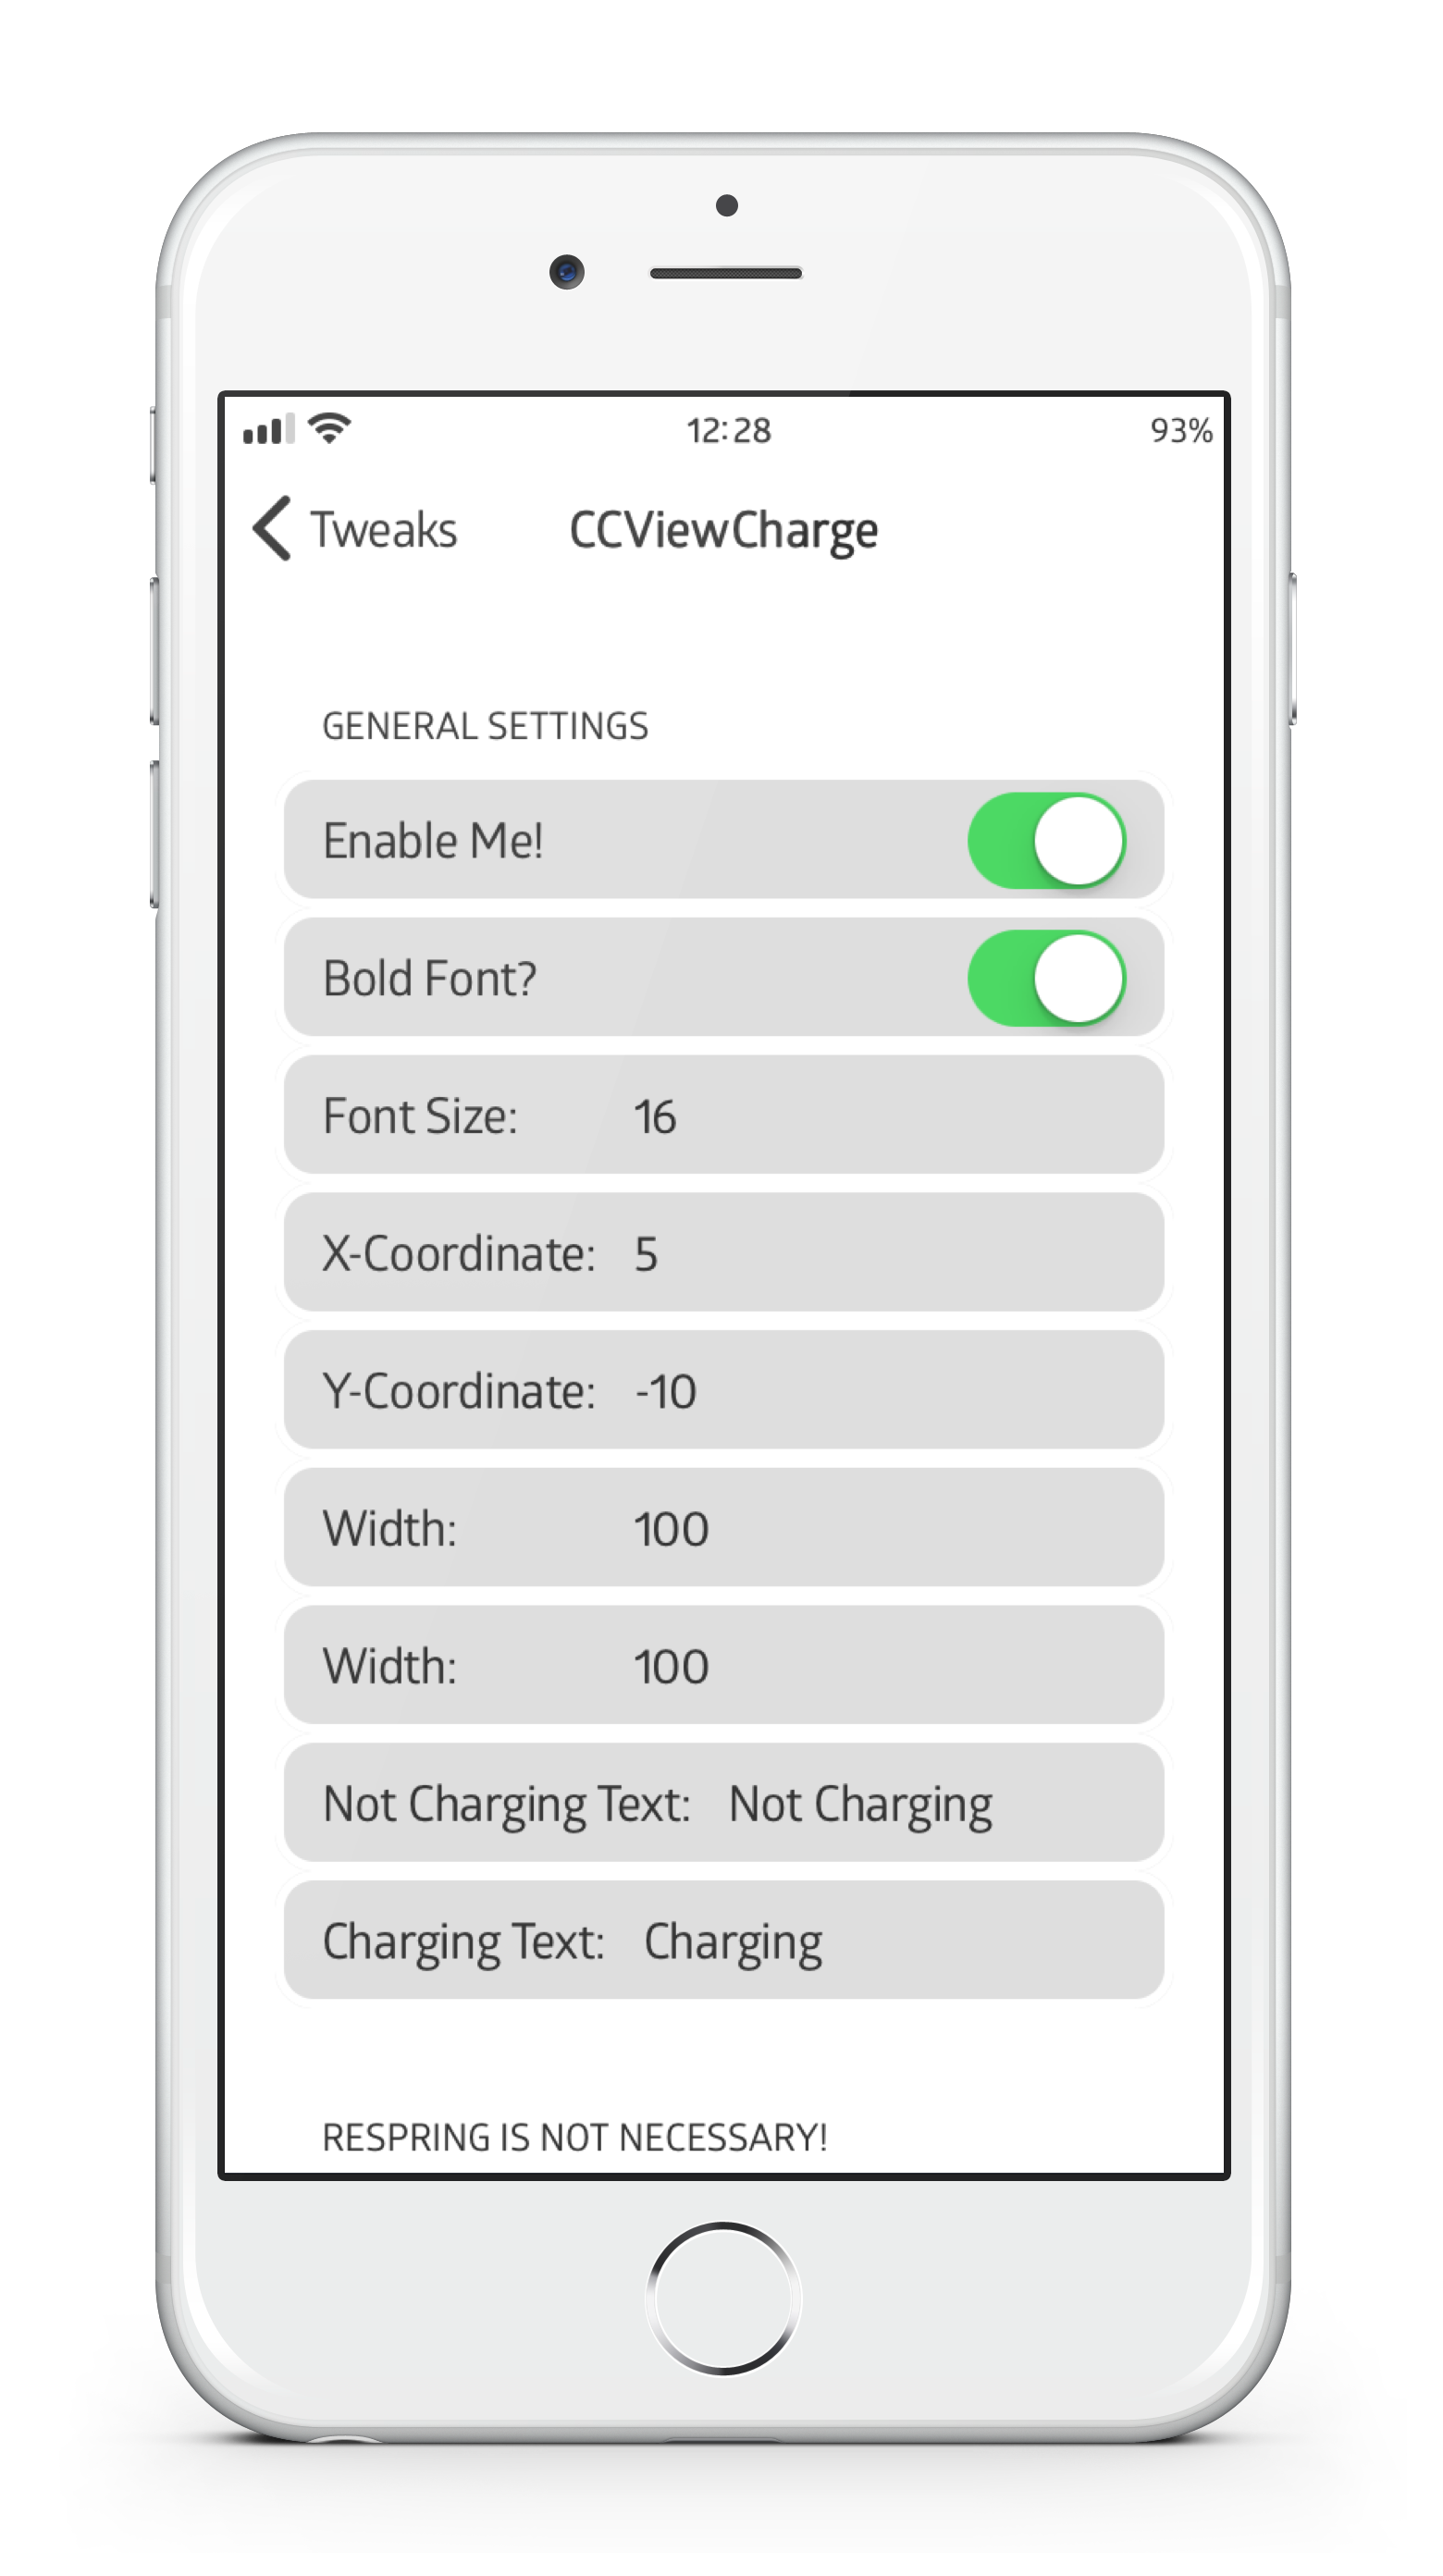 12:28 93%
Tweaks CCViewCharge
GENERAL SETTINGS
Enable Me!
Bold Font?
Font Size: 16
X-Coordinate: 5
Y-Coordinate: -10
Width: 100
Width: 100
Not Charging Text: Not Charging
Charging Text: Charging
RESPRING IS NOT NECESSARY!